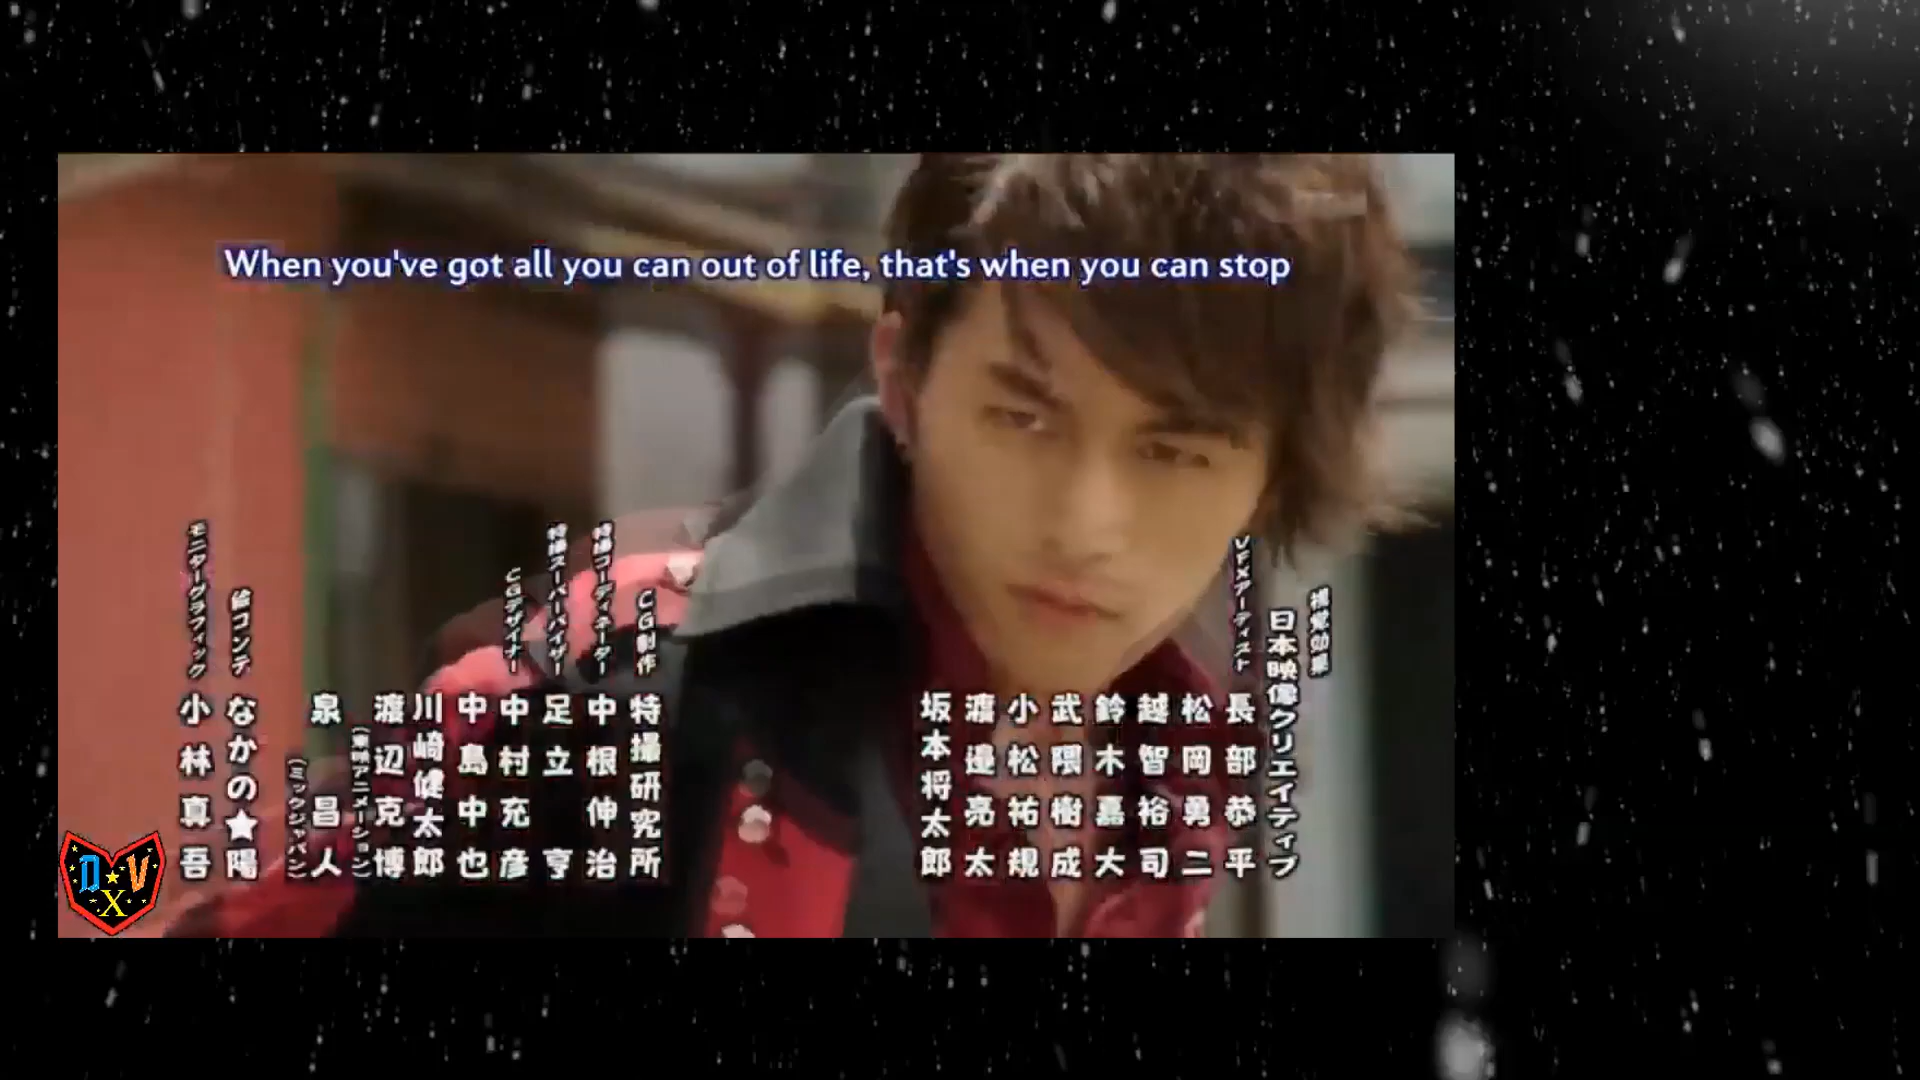 When you've got all you can out of life, that's when you can stop
視覚効果
日本映像クリエイティブ
VFXアーティスト
長部恭平
松岡勇二
越智裕司
鈴木嘉大
武隈樹成
小松祐規
渡邉亮太
坂本将太郎
CG制作
特撮研究所
特撮コーディネーター
中根伸治
特撮スーパーバイザー
足立亨
CGデザイナー
中村充彦
中島中也
川崎健太郎
渡辺克博
(東映アニメーション)
泉昌人
(ミックジャパン)
絵コンテ
なかの★陽
モニターグラフィック
小林真吾
D X V